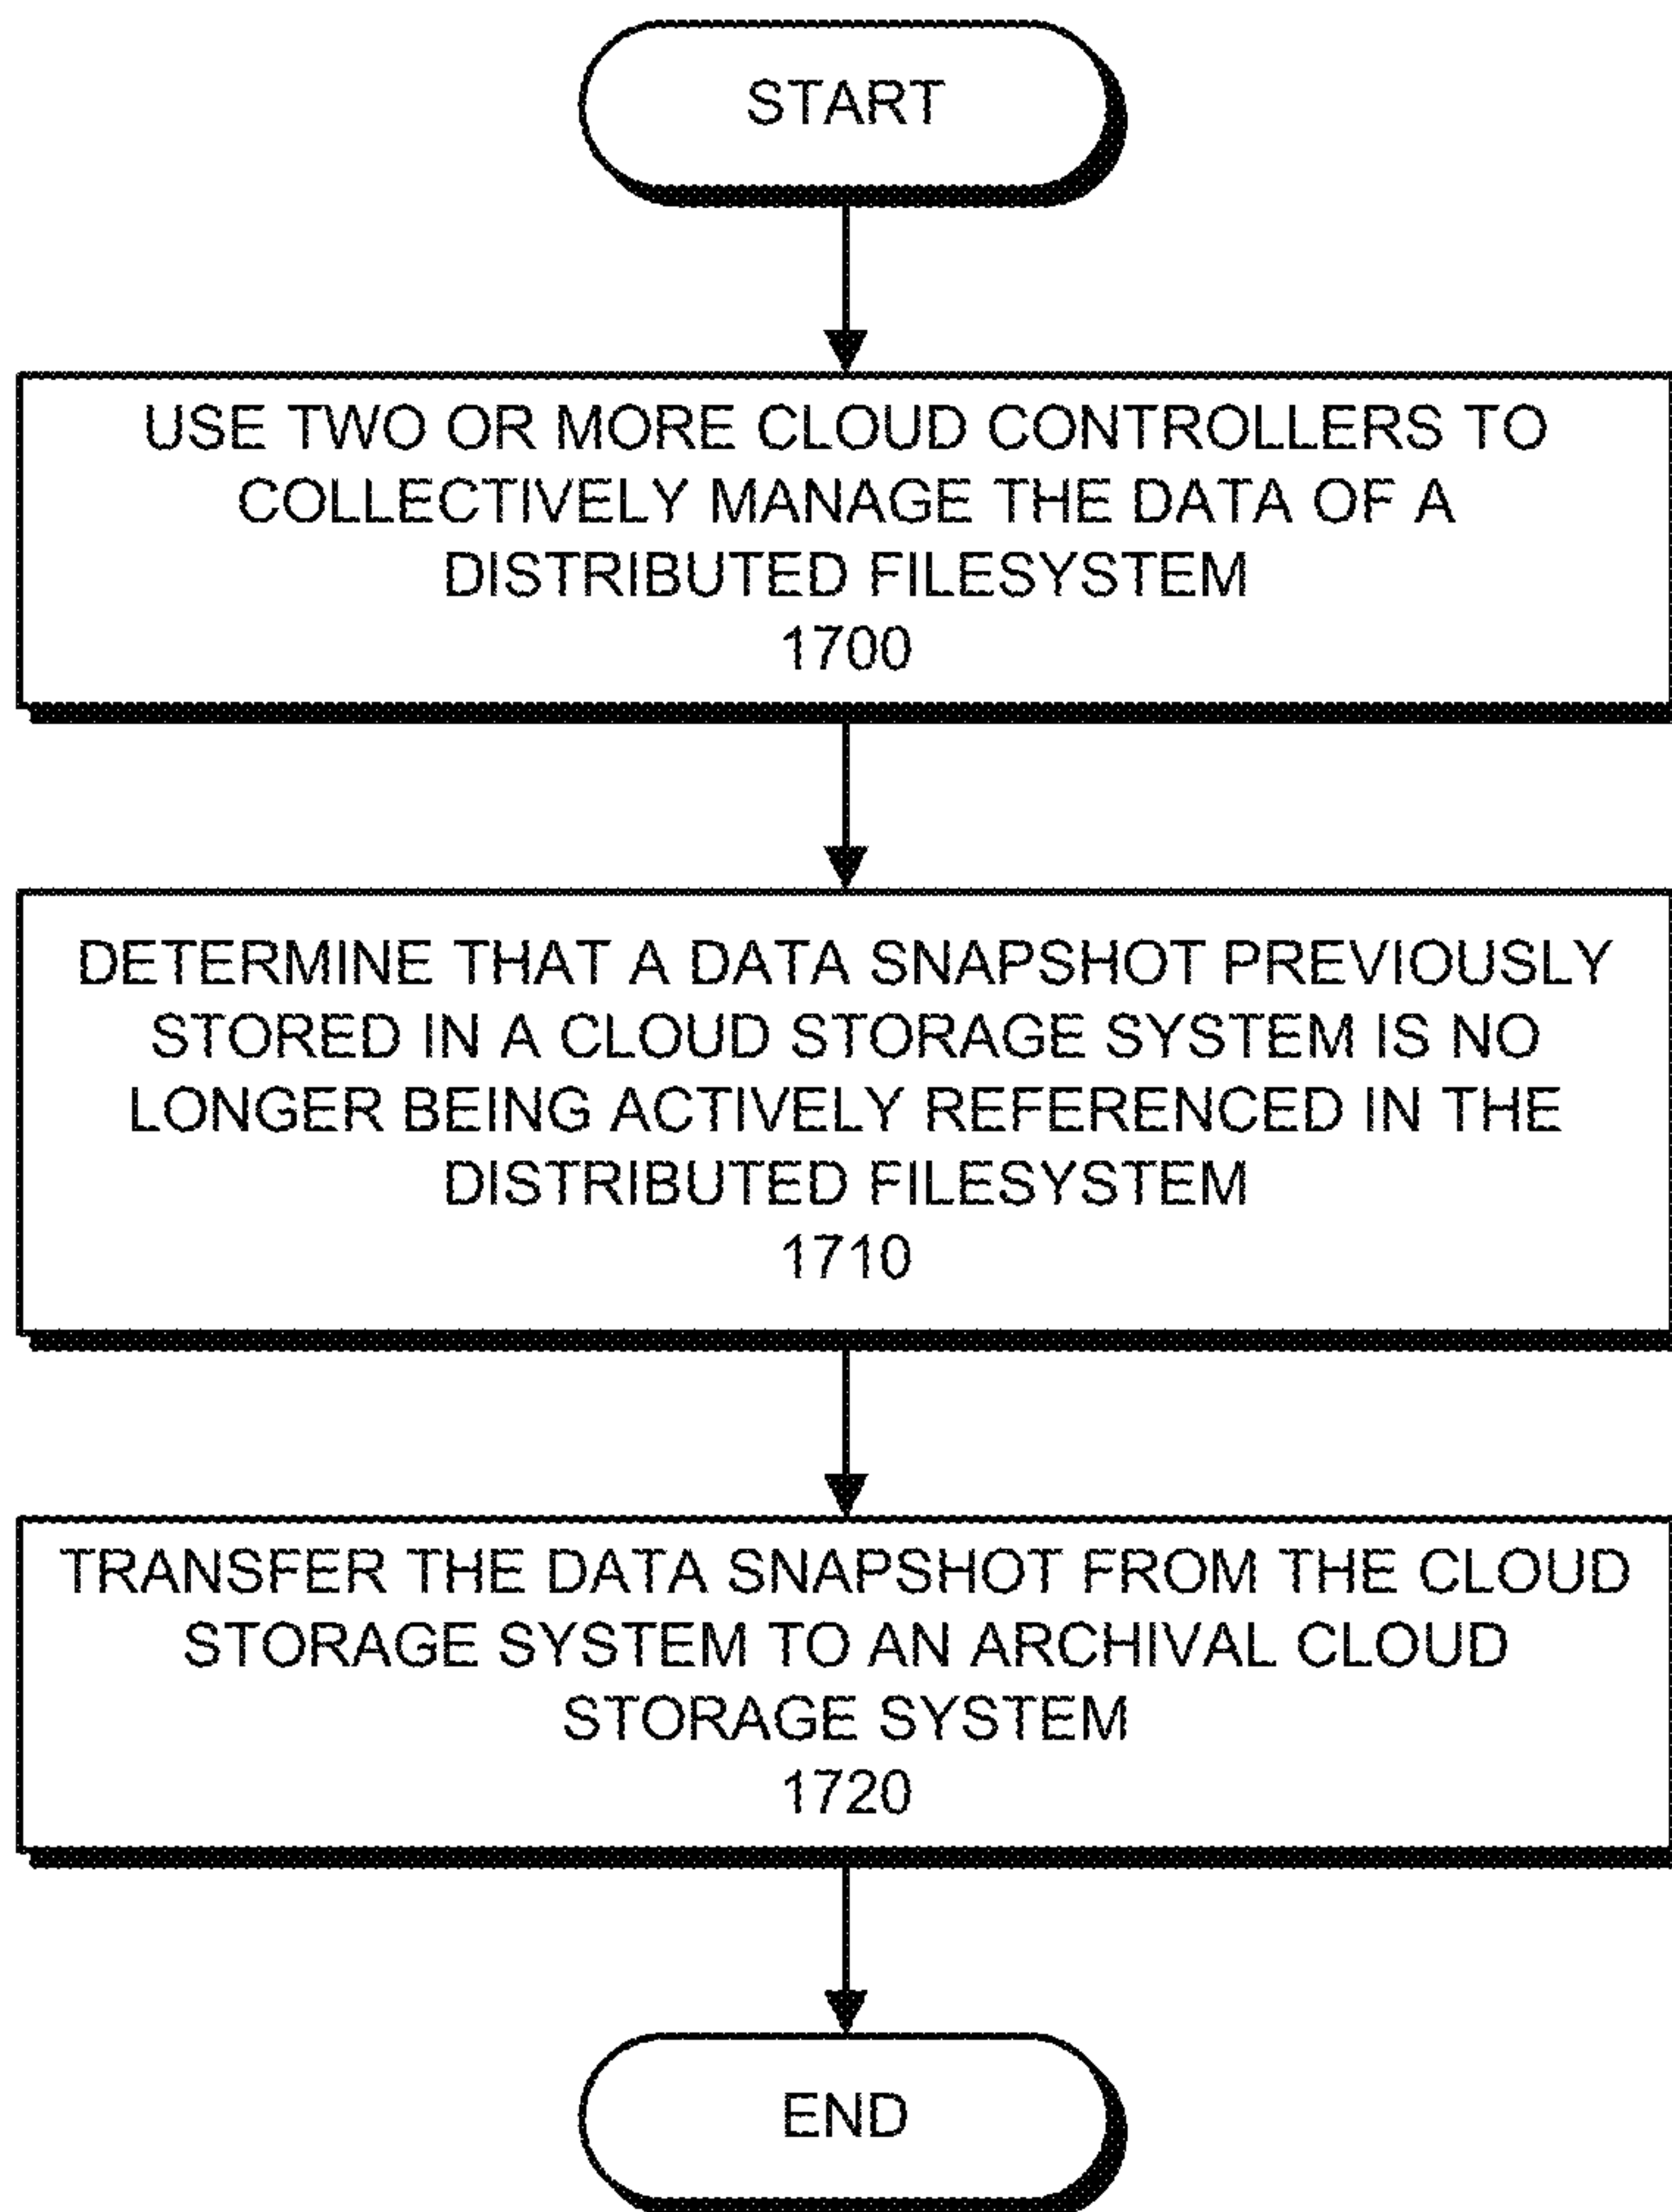 START
USE TWO OR MORE CLOUD CONTROLLERS TO
COLLECTIVELY MANAGE THE DATA OF A
DISTRIBUTED FILESYSTEM
1700
DETERMINE THAT A DATA SNAPSHOT PREVIOUSLY
STORED IN A CLOUD STORAGE SYSTEM IS NO
LONGER BEING ACTIVELY REFERENCED IN THE
DISTRIBUTED FILESYSTEM
1710
TRANSFER THE DATA SNAPSHOT FROM THE CLOUD
STORAGE SYSTEM TO AN ARCHIVAL CLOUD
STORAGE SYSTEM
1720
END